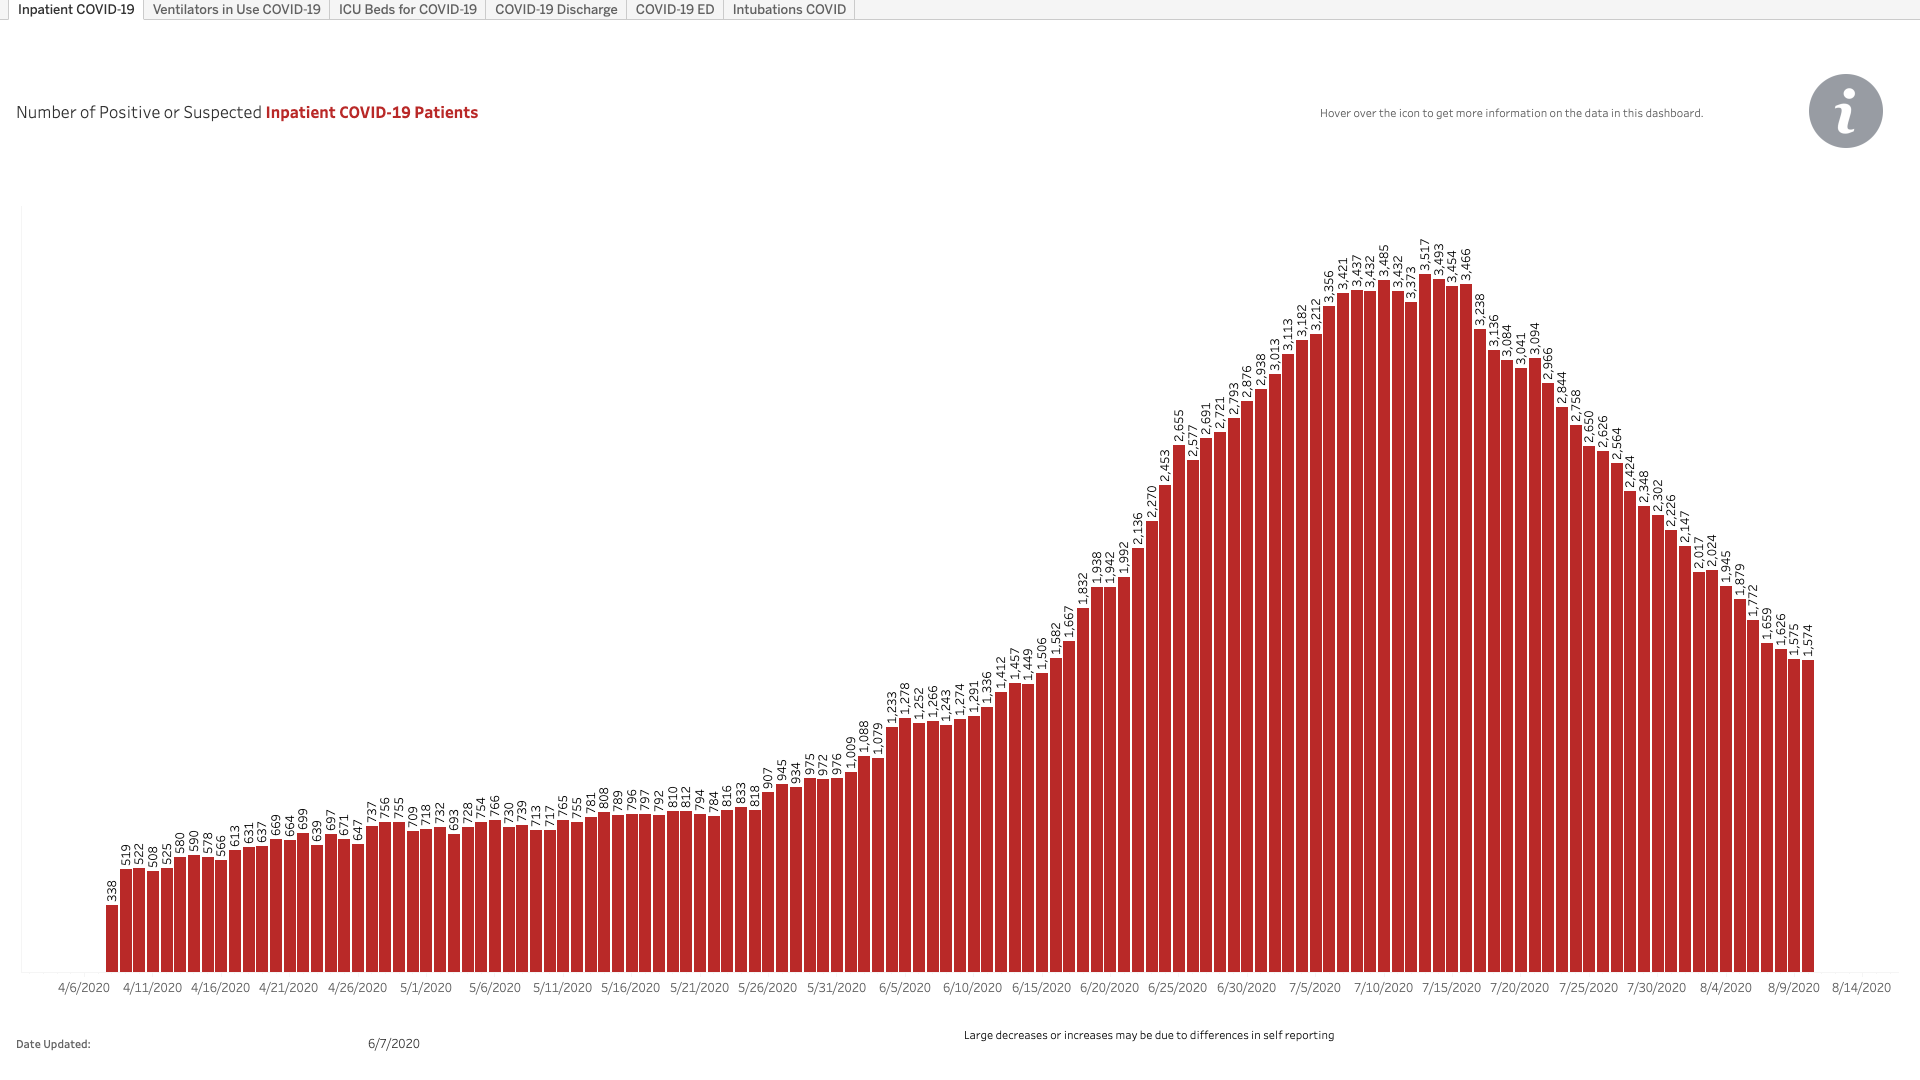 Inpatient COVID-19 Ventilators in Use COVID-19 ICU Beds for COVID-19 COVID-19 Discharge COVID-19 ED Intubations COVID
Number of Positive or Suspected Inpatient COVID-19 Patients
Hover over the icon to get more information on the data in this dashboard.
i
338 519 522 508 525 580 590 578 566 613 631 637 669 664 699 639 697 671 647 737 756 755 709 718 732 693 728 754 766 730 739 713 717 765 755 781 808 789 796 797 792 810 812 794 784 816 833 818 907 945 934 975 972 976 1,009 1,088 1,079 1,233 1,278 1,252 1,266 1,243 1,274 1,291 1,336 1,412 1,457 1,449 1,506 1,582 1,667 1,832 1,938 1,942 1,992 2,136 2,270 2,453 2,655 2,577 2,691 2,721 2,793 2,876 2,938 3,013 3,113 3,182 3,212 3,356 3,421 3,437 3,432 3,485 3,432 3,373 3,517 3,493 3,454 3,466 3,238 3,136 3,084 3,041 3,094 2,966 2,844 2,758 2,650 2,626 2,564 2,424 2,348 2,302 2,226 2,147 2,017 2,024 1,945 1,879 1,772 1,659 1,626 1,575 1,574
4/6/2020 4/11/2020 4/16/2020 4/21/2020 4/26/2020 5/1/2020 5/6/2020 5/11/2020 5/16/2020 5/21/2020 5/26/2020 5/31/2020 6/5/2020 6/10/2020 6/15/2020 6/20/2020 6/25/2020 6/30/2020 7/5/2020 7/10/2020 7/15/2020 7/20/2020 7/25/2020 7/30/2020 8/4/2020 8/9/2020 8/14/2020
Large decreases or increases may be due to differences in self reporting
Date Updated: 6/7/2020